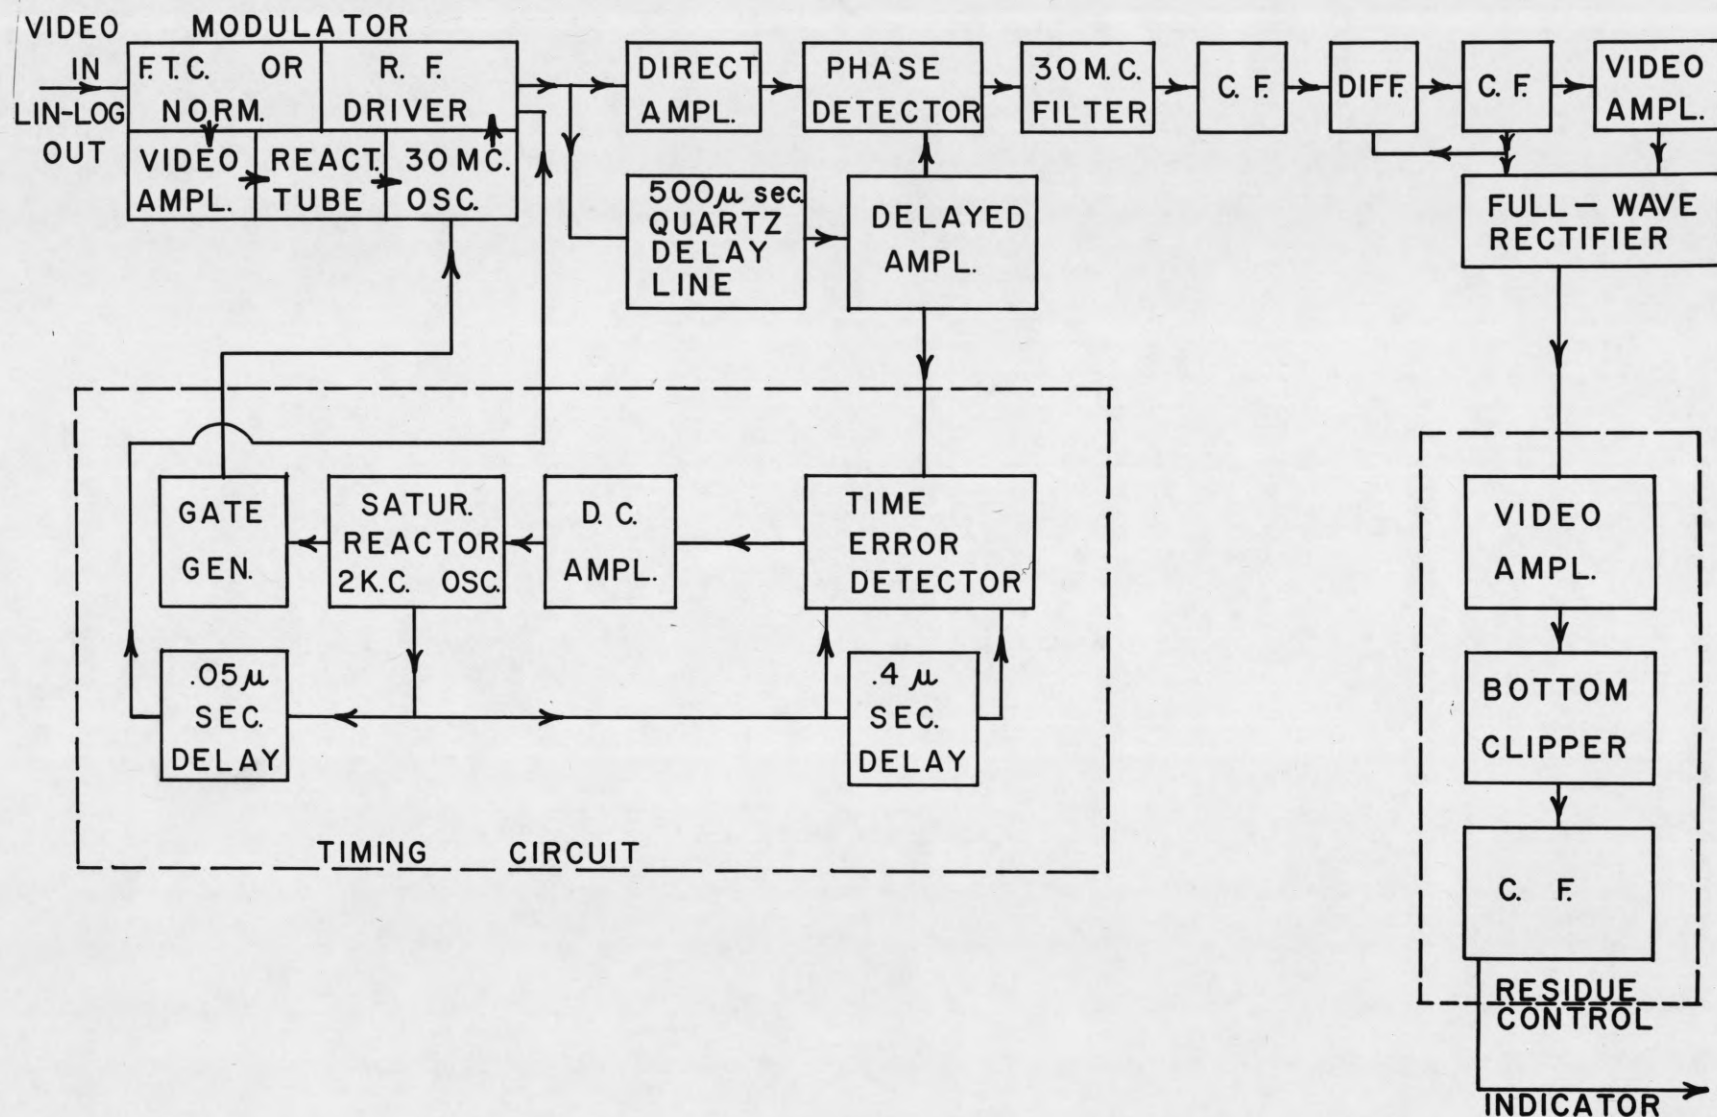 VIDEO
IN
LIN-LOG
OUT
MODULATOR
F.T.C. OR
NORM.
R. F.
DRIVER
VIDEO
AMPL.
REACT.
TUBE
30 MC.
OSC.
DIRECT
AMPL.
PHASE
DETECTOR
30 M.C.
FILTER
C. F.
DIFF.
C. F.
VIDEO
AMPL.
500 μ sec.
QUARTZ
DELAY
LINE
DELAYED
AMPL.
FULL - WAVE
RECTIFIER
GATE
GEN.
SATUR.
REACTOR
2 K.C. OSC.
D. C.
AMPL.
TIME
ERROR
DETECTOR
.05 μ
SEC.
DELAY
.4 μ
SEC.
DELAY
TIMING CIRCUIT
VIDEO
AMPL.
BOTTOM
CLIPPER
C. F.
RESIDUE
CONTROL
INDICATOR